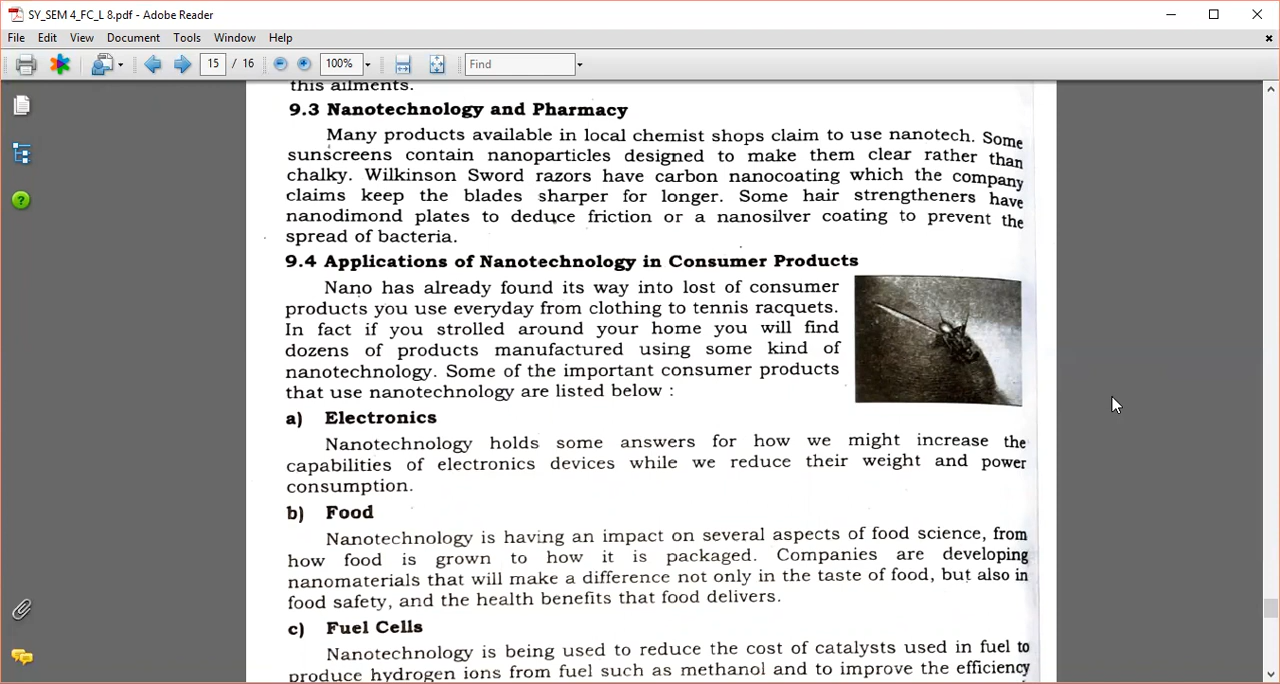 SY_SEM 4_FC_L 8.pdf - Adobe Reader
File Edit View Document Tools Window Help
15 / 16 100% Find
this ailments.
9.3 Nanotechnology and Pharmacy
Many products available in local chemist shops claim to use nanotech. Some
sunscreens contain nanoparticles designed to make them clear rather than
chalky. Wilkinson Sword razors have carbon nanocoating which the company
claims keep the blades sharper for longer. Some hair strengtheners have
nanodimond plates to deduce friction or a nanosilver coating to prevent the
spread of bacteria.
9.4 Applications of Nanotechnology in Consumer Products
Nano has already found its way into lost of consumer
products you use everyday from clothing to tennis racquets.
In fact if you strolled around your home you will find
dozens of products manufactured using some kind of
nanotechnology. Some of the important consumer products
that use nanotechnology are listed below :
a) Electronics
Nanotechnology holds some answers for how we might increase the
capabilities of electronics devices while we reduce their weight and power
consumption.
b) Food
Nanotechnology is having an impact on several aspects of food science, from
how food is grown to how it is packaged. Companies are developing
nanomaterials that will make a difference not only in the taste of food, but also in
food safety, and the health benefits that food delivers.
c) Fuel Cells
Nanotechnology is being used to reduce the cost of catalysts used in fuel to
produce hydrogen ions from fuel such as methanol and to improve the efficiency